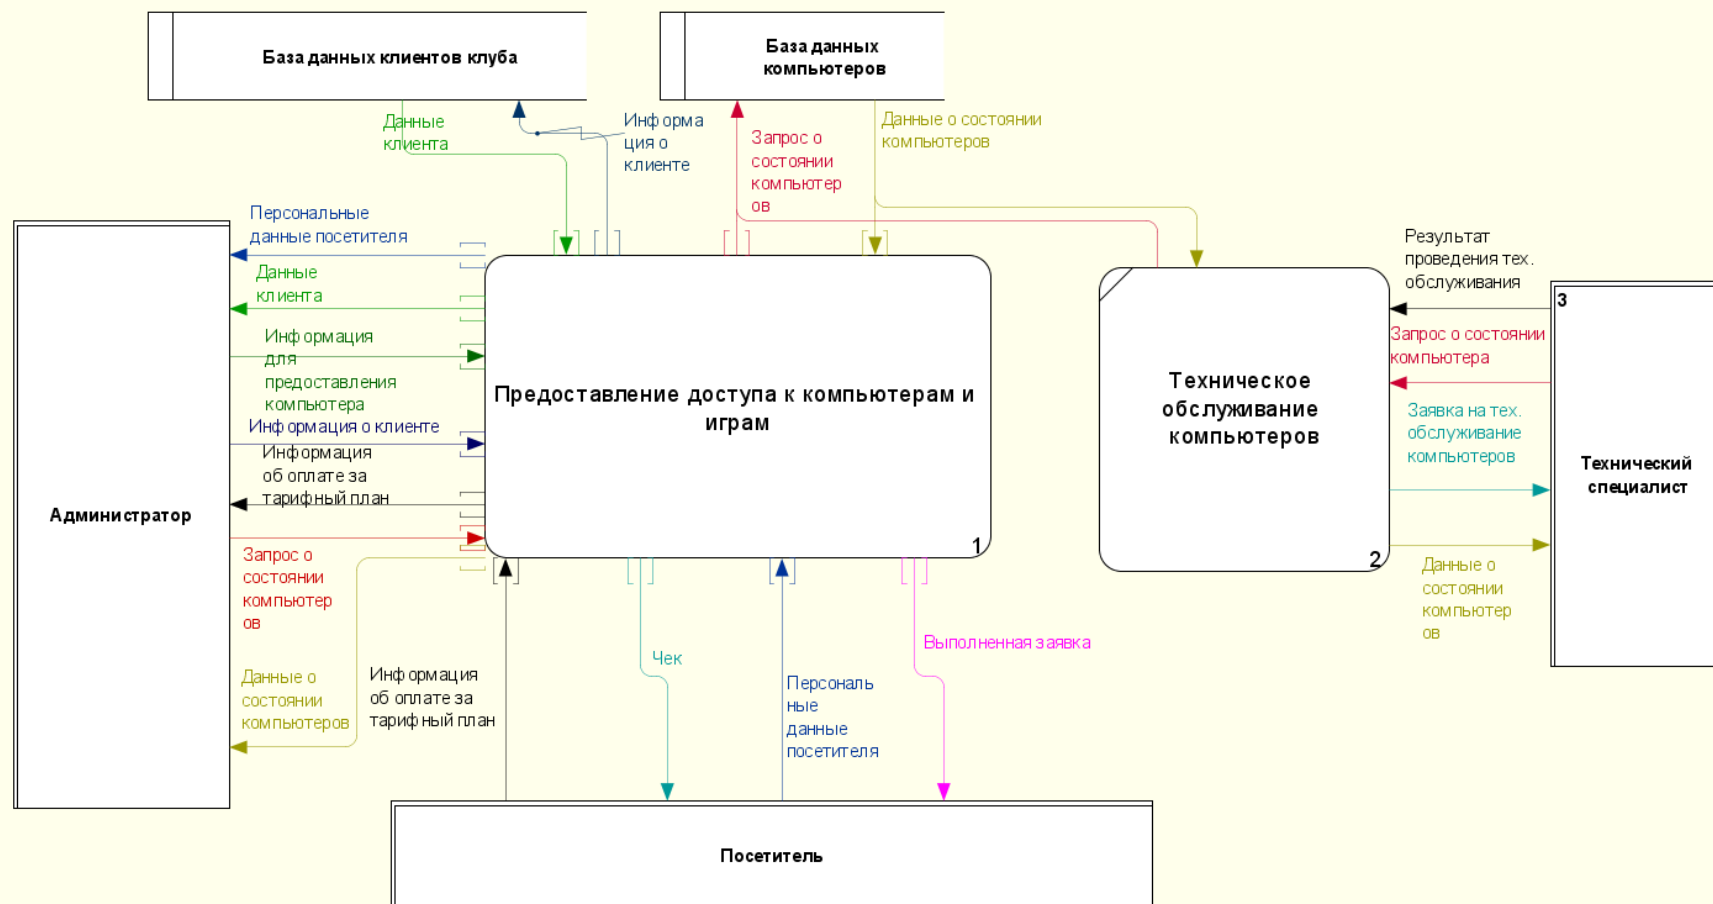 База данных клиентов клуба
База данных
компьютеров
Данные
клиента
Информа
ция о
клиенте
Запрос о
состоянии
компьютер
ов
Данные о состоянии
компьютеров
Персональные
данные посетителя
Данные
клиента
Информация
для
предоставления
компьютера
Информация о клиенте
Информация
об оплате за
тарифный план
Администратор
Запрос о
состоянии
компьютер
ов
Данные о
состоянии
компьютеров
Предоставление доступа к компьютерам и
играм
1
Техническое
обслуживание
компьютеров
2
Результат
проведения тех.
обслуживания
Запрос о состоянии
компьютера
Заявка на тех.
обслуживание
компьютеров
Данные о
состоянии
компьютер
ов
3
Технический
специалист
Информация
об оплате за
тарифный план
Чек
Персональ
ные
данные
посетителя
Выполненная заявка
Посетитель